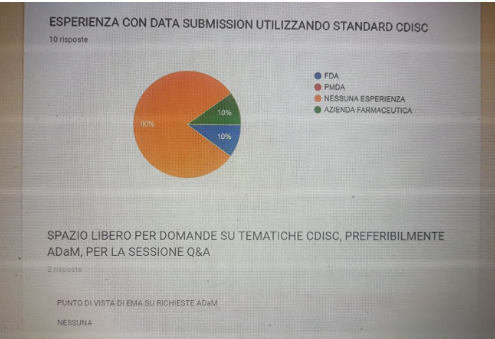 ESPERIENZA CON DATA SUBMISSION UTILIZZANDO STANDARD CDISC
10 risposte
FDA
PMDA
NESSUNA ESPERIENZA
AZIENDA FARMACEUTICA
10%
10%
SPAZIO LIBERO PER DOMANDE SU TEMATICHE CDISC, PREFERIBILMENTE
ADaM, PER LA SESSIONE Q&A
2 risposte
PUNTO DI VISTA DI EMA SU RICHIESTE ADaM
NESSUNA